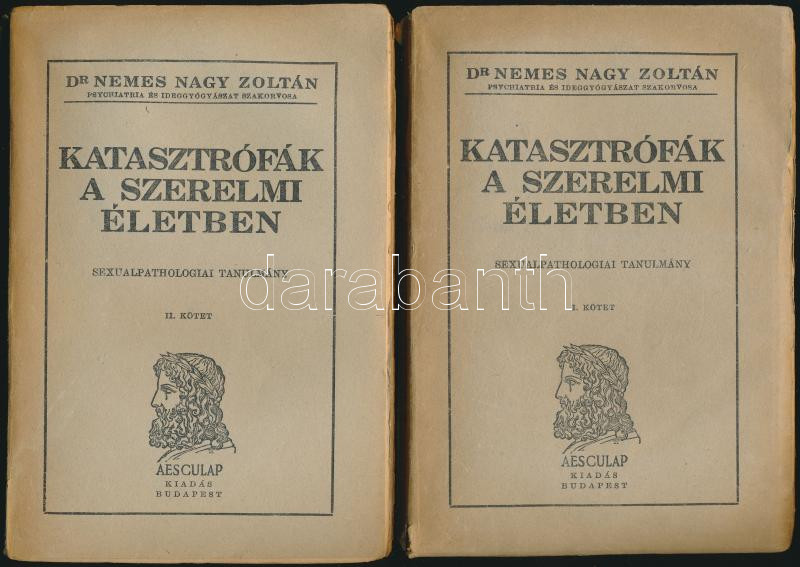 DR NEMES NAGY ZOLTÁN
PSYCHIATRIA ÉS IDEGGYÓGYÁSZAT SZAKORVOSA
KATASZTRÓFÁK
A SZERELMI
ÉLETBEN
SEXUALPATHOLOGIAI TANULMÁNY
II. KÖTET
AESCULAP
KIADÁS
BUDAPEST
DR NEMES NAGY ZOLTÁN
PSYCHIATRIA ÉS IDEGGYÓGYÁSZAT SZAKORVOSA
KATASZTRÓFÁK
A SZERELMI
ÉLETBEN
SEXUALPATHOLOGIAI TANULMÁNY
I. KÖTET
AESCULAP
KIADÁS
BUDAPEST
darabanth